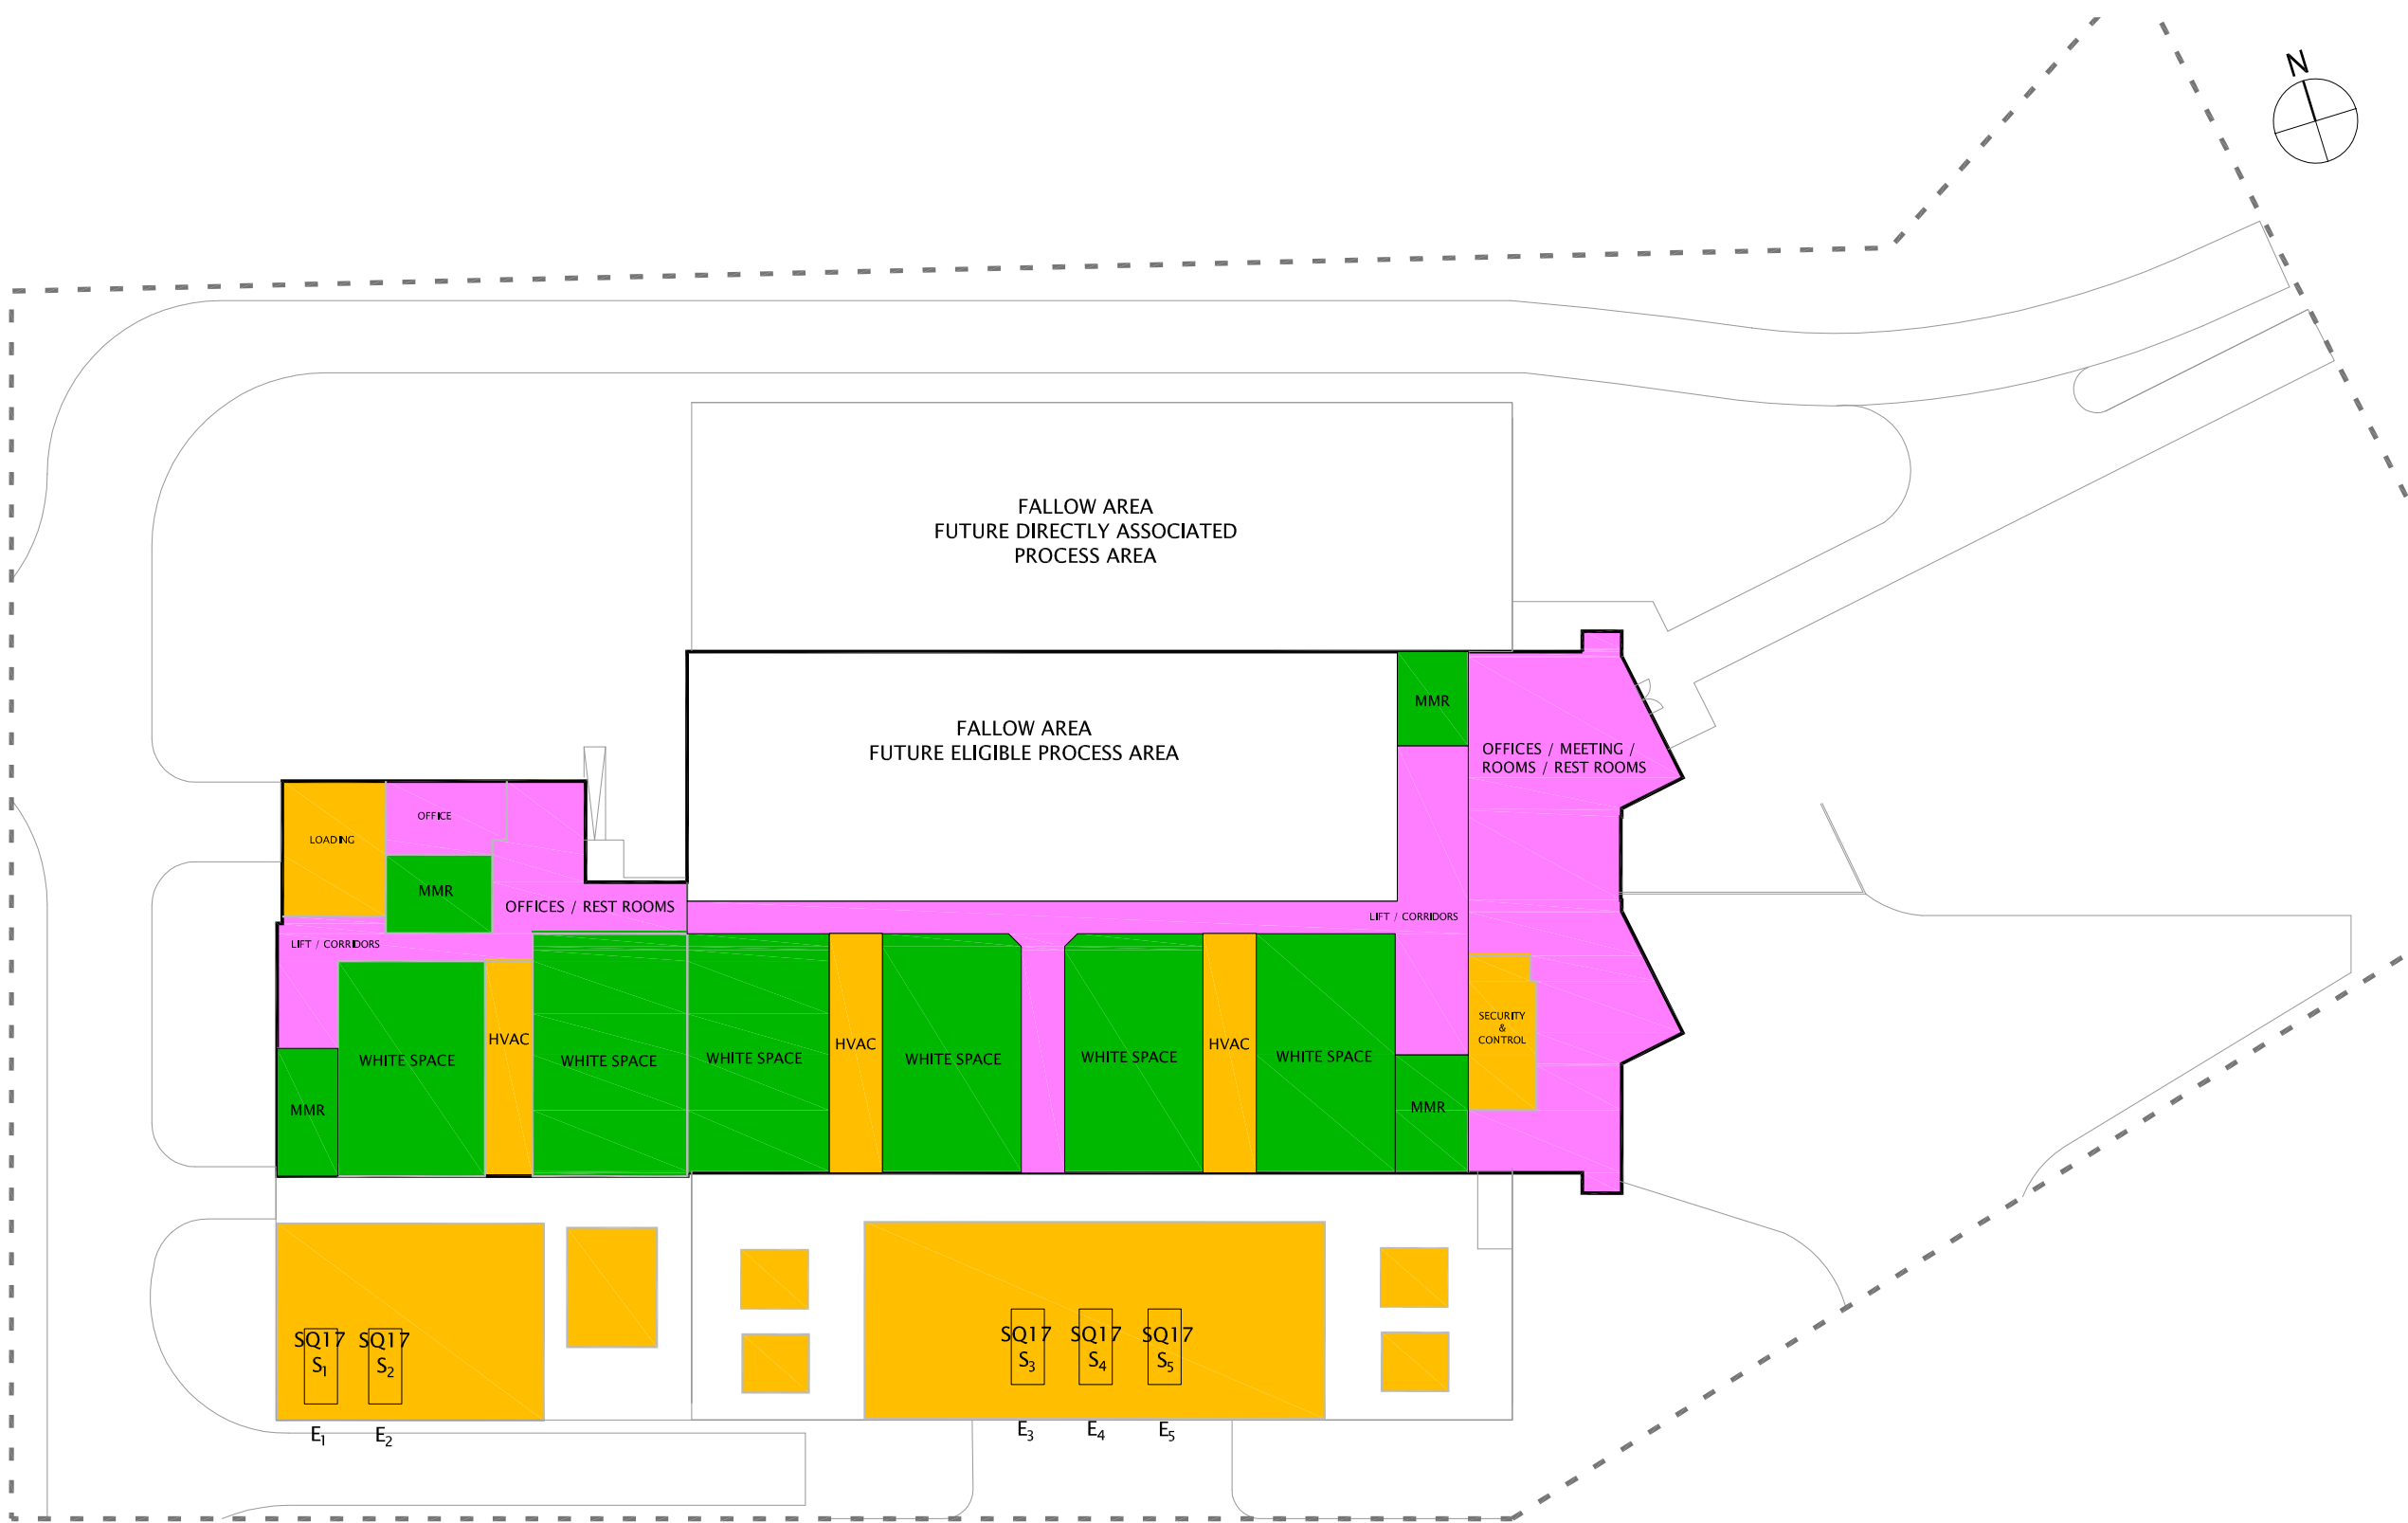 N
FALLOW AREA
FUTURE DIRECTLY ASSOCIATED
PROCESS AREA
MMR
FALLOW AREA
FUTURE ELIGIBLE PROCESS AREA
OFFICES / MEETING /
ROOMS / REST ROOMS
OFFICE
LOADING
MMR
OFFICES / REST ROOMS
LIFT / CORRIDORS
LIFT / CORRIDORS
SECURITY
&
CONTROL
HVAC
HVAC
HVAC
WHITE SPACE
WHITE SPACE
WHITE SPACE
WHITE SPACE
WHITE SPACE
WHITE SPACE
MMR
MMR
SQ17
S1
SQ17
S2
SQ17
S3
SQ17
S4
SQ17
S5
E1
E2
E3
E4
E5